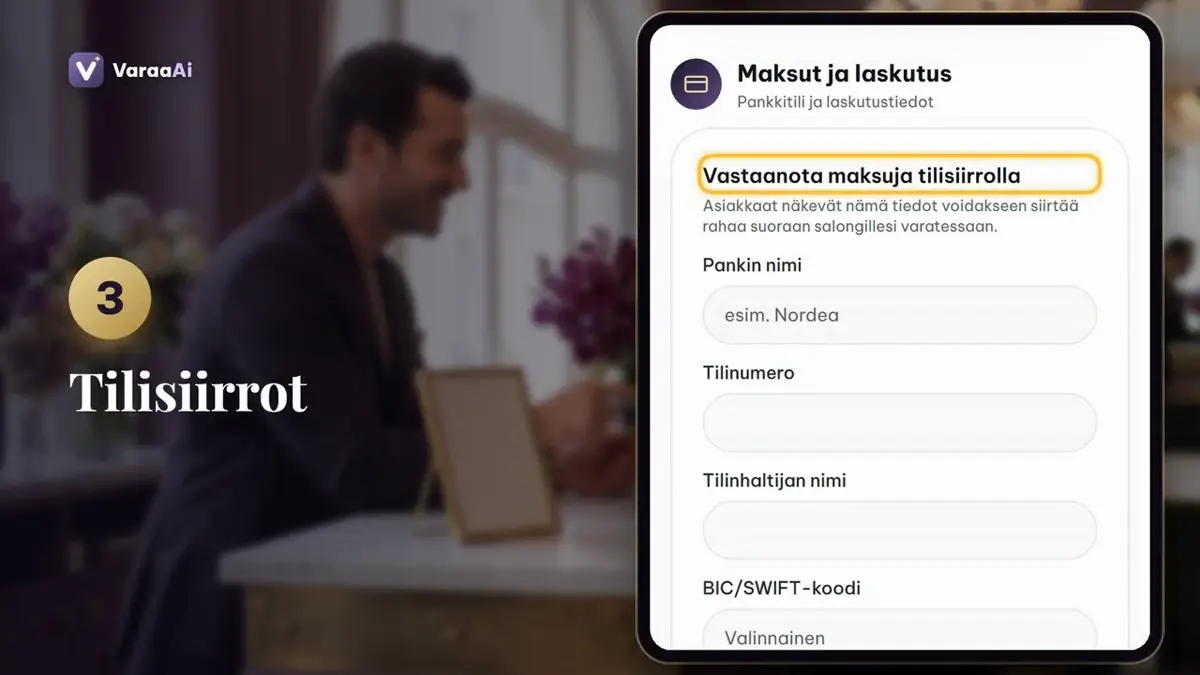 VaraaAi
3
Tilisiirrot
Maksut ja laskutus
Pankkitili ja laskutustiedot
Vastaanota maksuja tilisiirrolla
Asiakkaat näkevät nämä tiedot voidakseen siirtää
rahaa suoraan salongillesi varatessaan.
Pankin nimi
esim. Nordea
Tilinumero
Tilinhaltijan nimi
BIC/SWIFT-koodi
Valinnainen